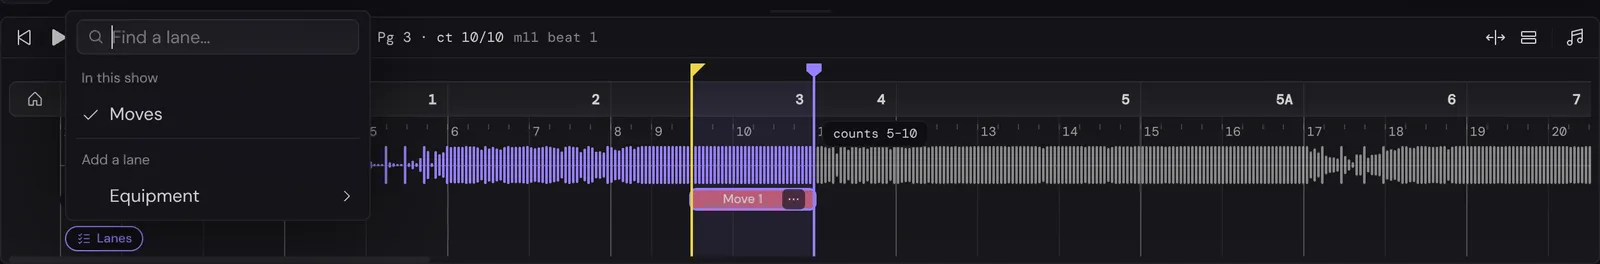 Find a lane...
Pg 3 · ct 10/10 m11 beat 1
In this show
Moves
Add a lane
Equipment
Lanes
1 2 3 4 5 5A 6 7
5 6 7 8 9 10 1 13 14 15 16 17 18 19 20
counts 5-10
Move 1 ...